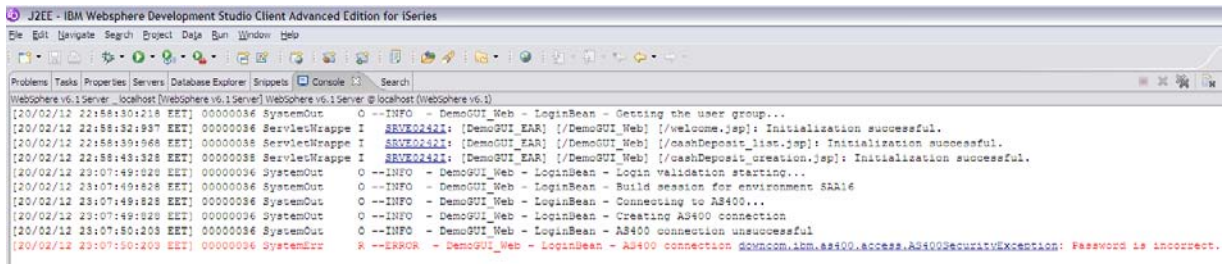 J2EE - IBM Websphere Development Studio Client Advanced Edition for iSeries
File Edit Navigate Search Project Data Run Window Help
Problems Tasks Properties Servers Database Explorer Snippets Console Search
WebSphere v6.1 Server _ localhost [WebSphere v6.1 Server] WebSphere v6.1 Server @ localhost (WebSphere v6.1)
[20/02/12 22:58:30:218 EET] 00000036 SystemOut O --INFO - DemoGUI_Web - LoginBean - Getting the user group...
[20/02/12 22:58:32:937 EET] 00000036 ServletWrappe I SRVE0242I: [DemoGUI_EAR] [/DemoGUI_Web] [/welcome.jsp]: Initialization successful.
[20/02/12 22:58:39:968 EET] 00000038 ServletWrappe I SRVE0242I: [DemoGUI_EAR] [/DemoGUI_Web] [/cashDeposit_list.jsp]: Initialization successful.
[20/02/12 22:58:43:328 EET] 00000038 ServletWrappe I SRVE0242I: [DemoGUI_EAR] [/DemoGUI_Web] [/cashDeposit_creation.jsp]: Initialization successful.
[20/02/12 23:07:49:828 EET] 00000036 SystemOut O --INFO - DemoGUI_Web - LoginBean - Login validation starting...
[20/02/12 23:07:49:828 EET] 00000036 SystemOut O --INFO - DemoGUI_Web - LoginBean - Build session for environment SAA16
[20/02/12 23:07:49:828 EET] 00000036 SystemOut O --INFO - DemoGUI_Web - LoginBean - Connecting to AS400...
[20/02/12 23:07:49:828 EET] 00000036 SystemOut O --INFO - DemoGUI_Web - LoginBean - Creating AS400 connection
[20/02/12 23:07:50:203 EET] 00000036 SystemOut O --INFO - DemoGUI_Web - LoginBean - AS400 connection unsuccessful
[20/02/12 23:07:50:203 EET] 00000036 SystemErr R --ERROR - DemoGUI_Web - LoginBean - AS400 connection downcom.ibm.as400.access.AS400SecurityException: Password is incorrect.